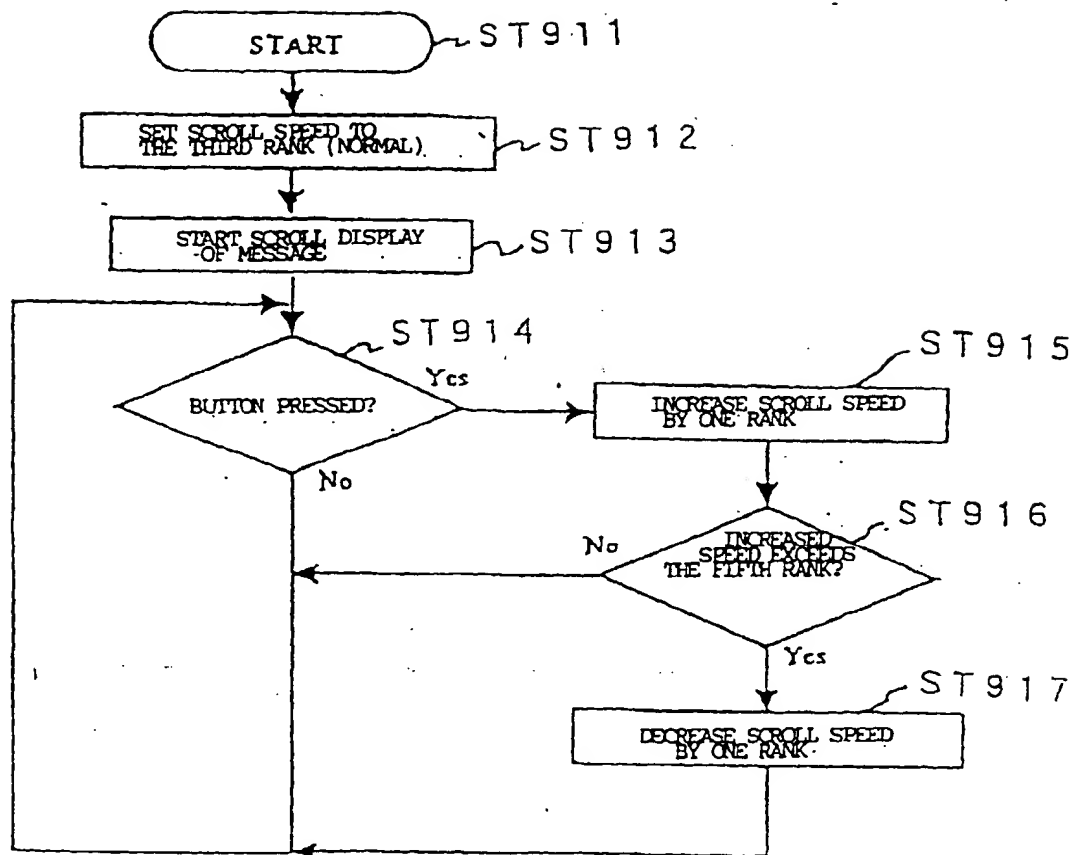 START
ST911
SET SCROLL SPEED TO
THE THIRD RANK (NORMAL)
ST912
START SCROLL DISPLAY
OF MESSAGE
ST913
ST914
BUTTON PRESSED?
Yes
No
ST915
INCREASE SCROLL SPEED
BY ONE RANK
ST916
INCREASED
SPEED EXCEEDS
THE FIFTH RANK?
No
Yes
ST917
DECREASE SCROLL SPEED
BY ONE RANK